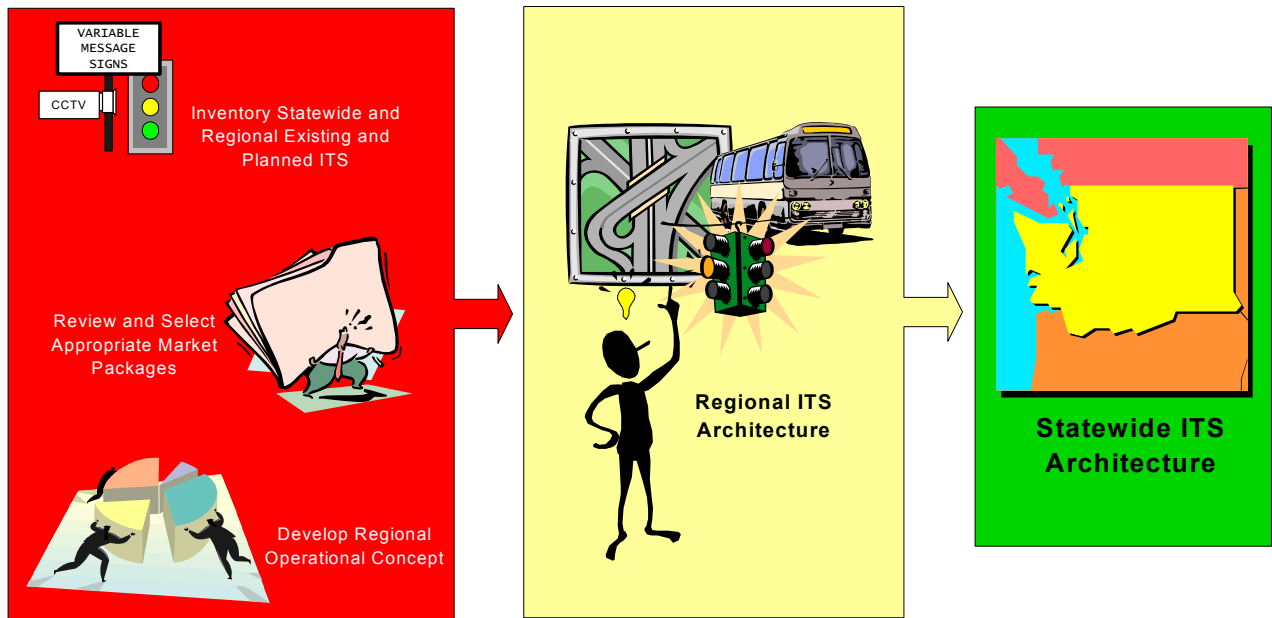 VARIABLE
MESSAGE
SIGNS
CCTV
Inventory Statewide and
Regional Existing and
Planned ITS
Review and Select
Appropriate Market
Packages
Develop Regional
Operational Concept
Regional ITS
Architecture
Statewide ITS
Architecture